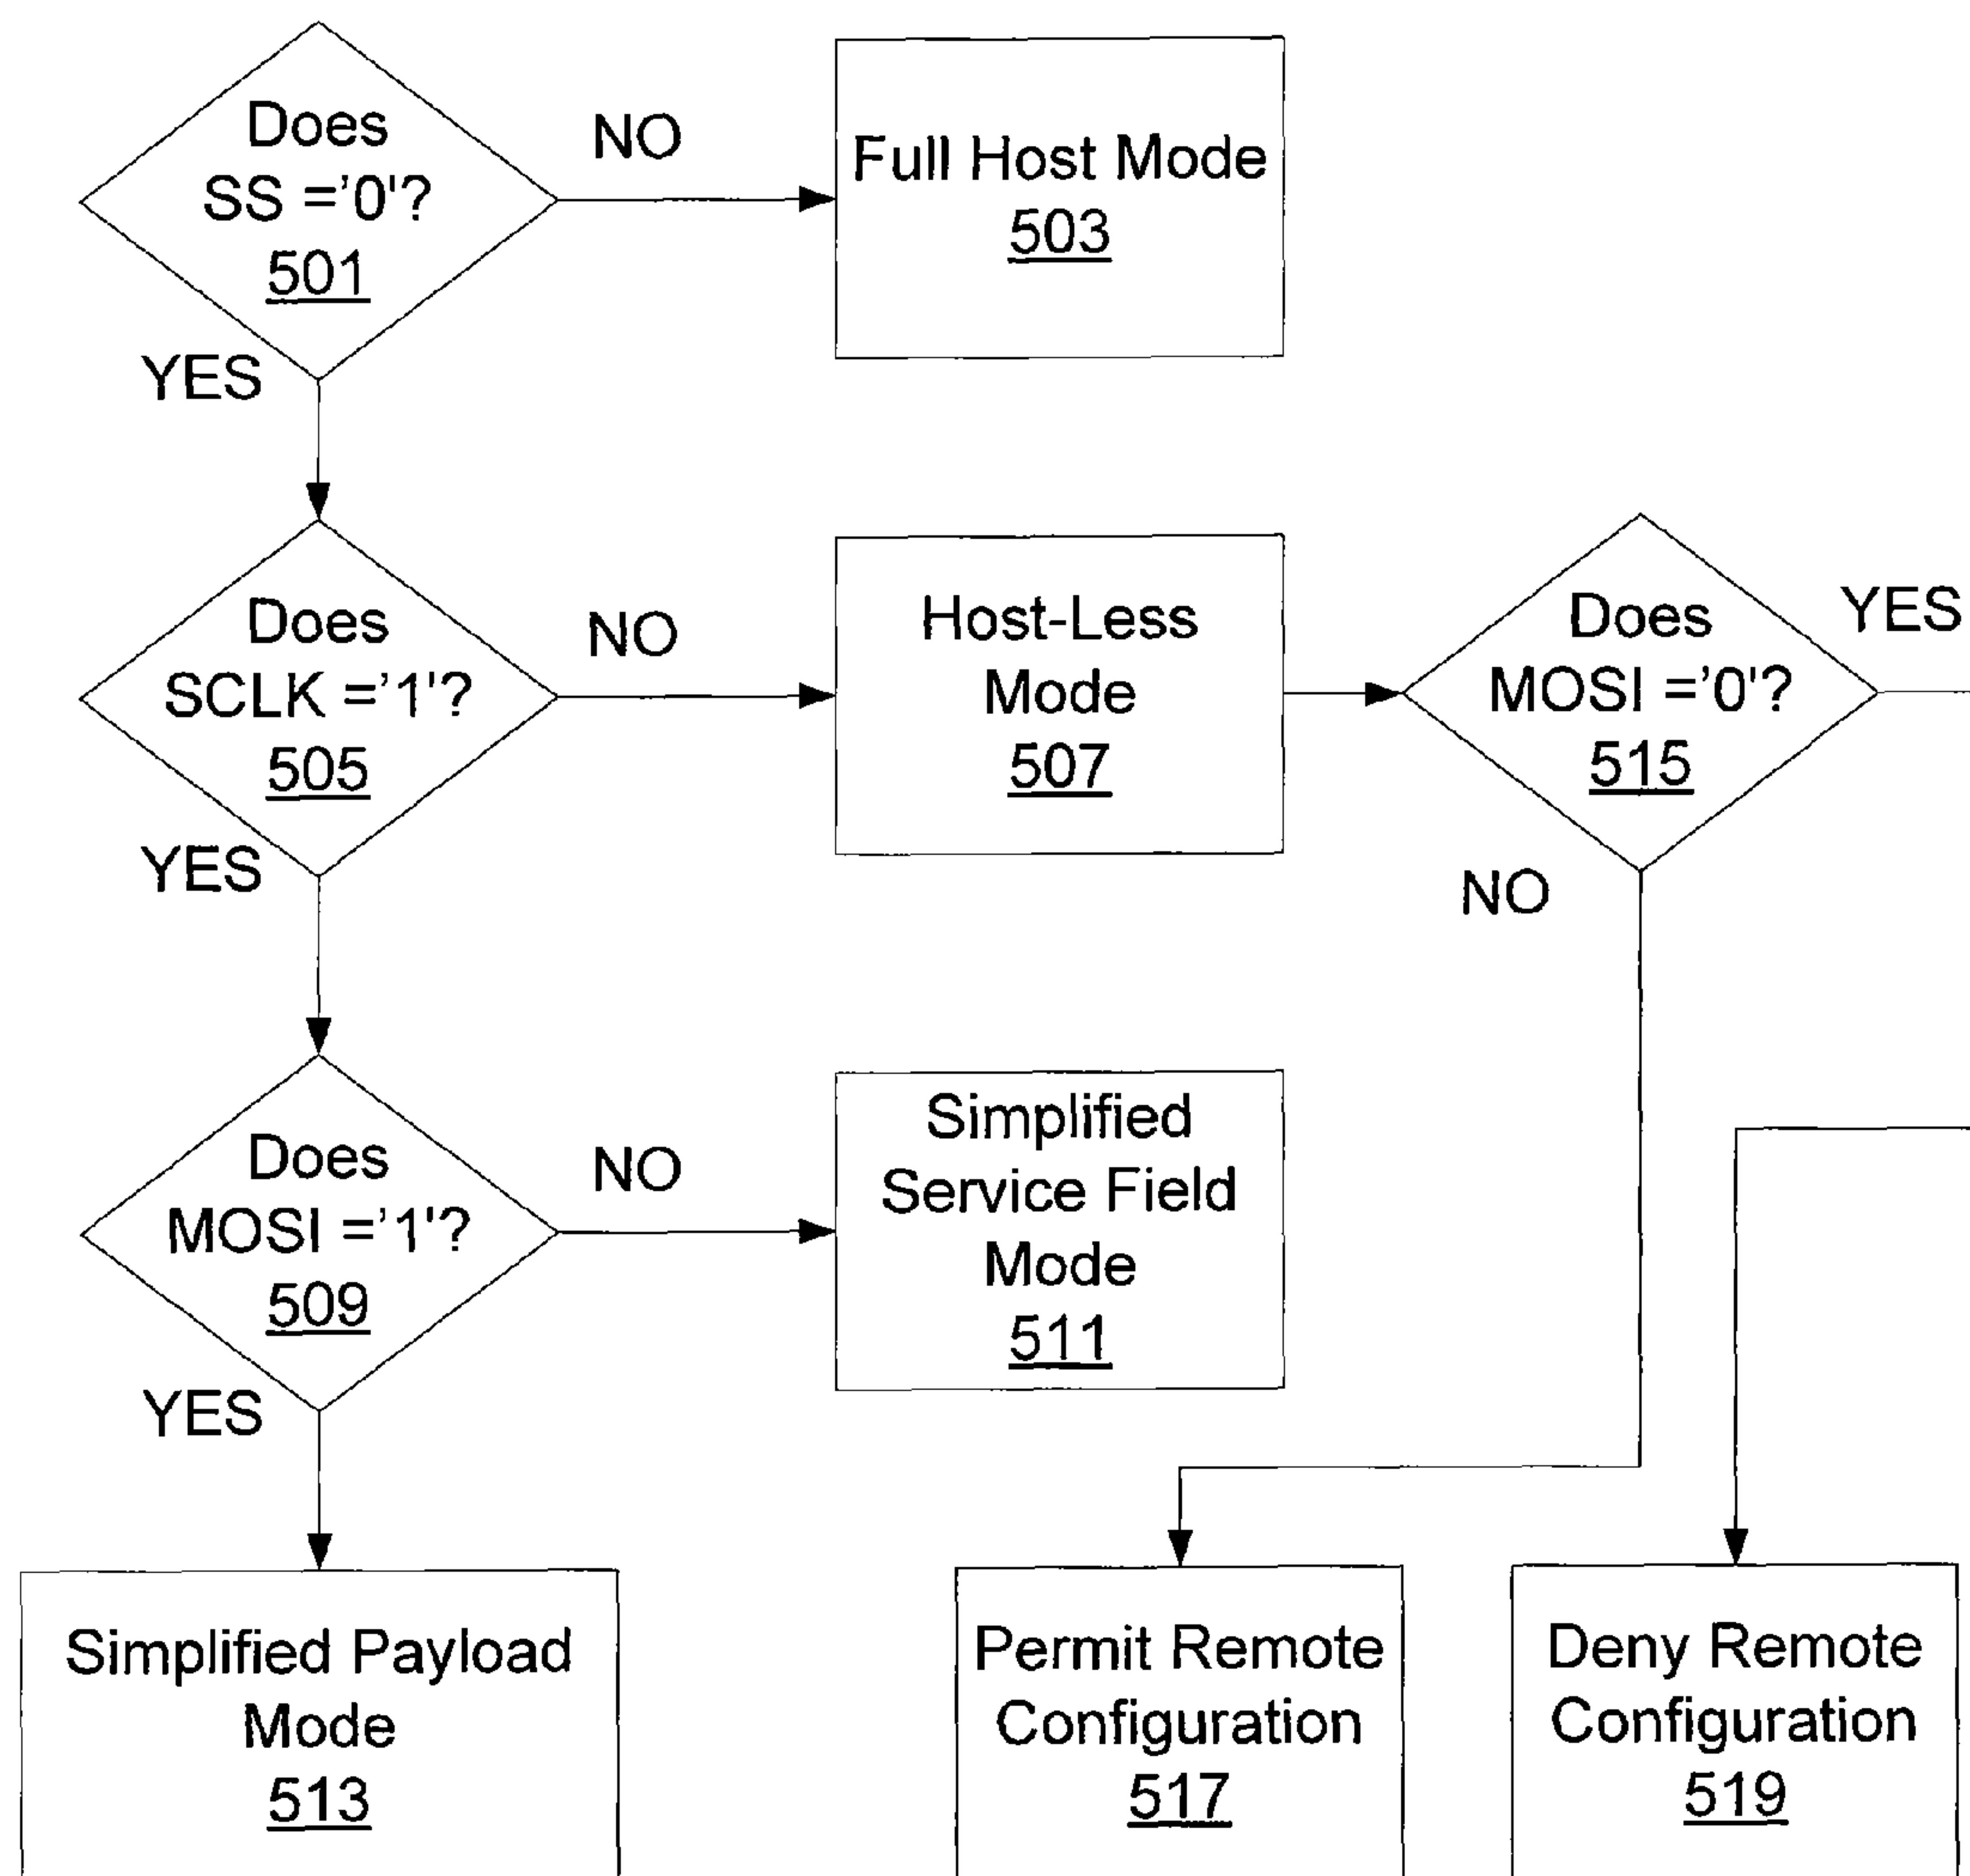 Does
SS ='0'?
501
NO
Full Host Mode
503
YES
Does
SCLK ='1'?
505
NO
Host-Less
Mode
507
Does
MOSI ='0'?
515
YES
NO
YES
Does
MOSI ='1'?
509
NO
Simplified
Service Field
Mode
511
YES
Simplified Payload
Mode
513
Permit Remote
Configuration
517
Deny Remote
Configuration
519